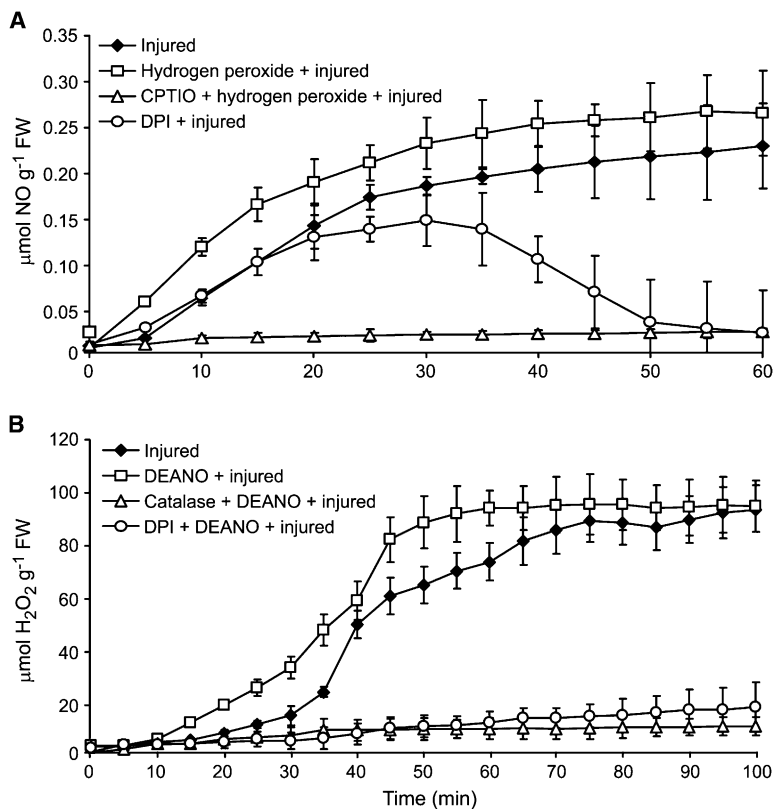 A
0.35
0.30
0.25
0.20
0.15
0.10
0.05
0
µmol NO g⁻¹ FW
Injured
Hydrogen peroxide + injured
CPTIO + hydrogen peroxide + injured
DPI + injured
0 10 20 30 40 50 60
B
120
100
80
60
40
20
0
µmol H₂O₂ g⁻¹ FW
Injured
DEANO + injured
Catalase + DEANO + injured
DPI + DEANO + injured
0 10 20 30 40 50 60 70 80 90 100
Time (min)